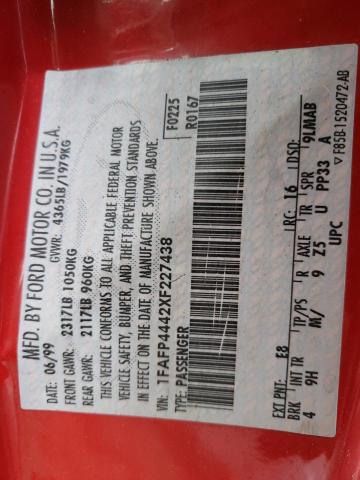 MFD. BY FORD MOTOR CO. IN U.S.A.
DATE: 06/99 GVWR: 4365LB/1979KG
FRONT GAWR: 2317LB 1050KG
REAR GAWR: 2117LB 960KG
THIS VEHICLE CONFORMS TO ALL APPLICABLE FEDERAL MOTOR
VEHICLE SAFETY, BUMPER, AND THEFT PREVENTION STANDARDS
IN EFFECT ON THE DATE OF MANUFACTURE SHOWN ABOVE.
VIN: 1FAFP4442XF227438 F0225
TYPE: PASSENGER R0167
EXT PNT: E8 RC: 16 DSO:
BRK INT TR TP/PS R AXLE TR SPR 9LMAB
4 9H M/ 9 Z5 U PP33 A
UPC
F85B-1520472-AB